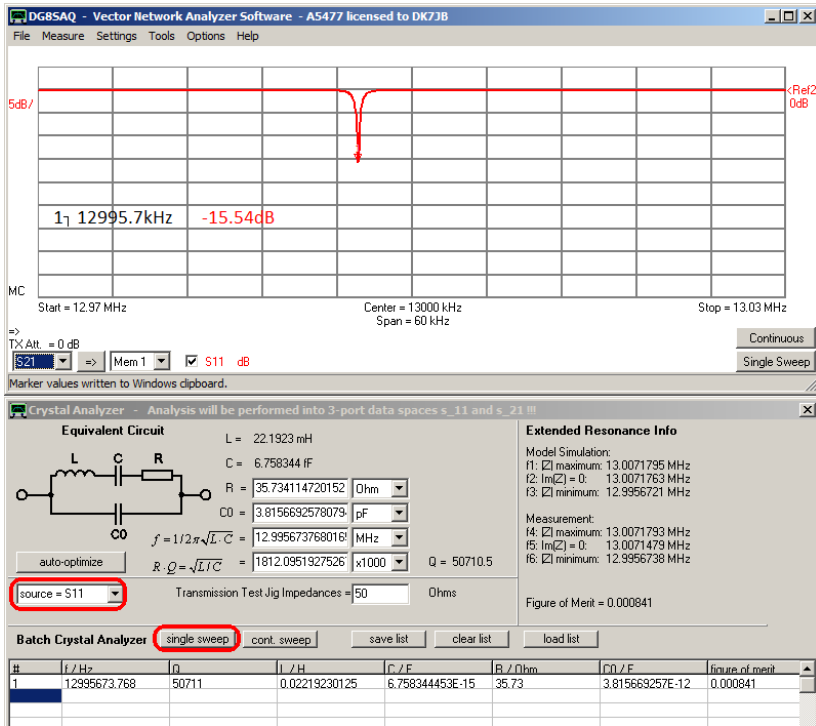 DG8SAQ - Vector Network Analyzer Software - A5477 licensed to DK7JB
File Measure Settings Tools Options Help
5dB/
<Ref2
0dB
1┐ 12995.7kHz -15.54dB
MC
Start = 12.97 MHz Center = 13000 kHz Stop = 13.03 MHz
Span = 60 kHz
=>
TX Att. = 0 dB
Continuous
S21 => Mem 1 S11 dB
Single Sweep
Marker values written to Windows clipboard.
Crystal Analyzer - Analysis will be performed into 3-port data spaces s_11 and s_21 !!!
Equivalent Circuit
L = 22.1923 mH
L C R
C = 6.758344 fF
R = 35.734114720152 Ohm
C0 = 3.8156692578079 pF
C0
f = 1/2π√L·C = 12.995673768016 MHz
auto-optimize
R·Q = √L/C = 1812.0951927526 x1000 Q = 50710.5
source = S11
Transmission Test Jig Impedances = 50 Ohms
Extended Resonance Info
Model Simulation:
f1: |Z| maximum: 13.0071795 MHz
f2: Im(Z) = 0: 13.0071763 MHz
f3: |Z| minimum: 12.9956721 MHz
Measurement:
f4: |Z| maximum: 13.0071793 MHz
f5: Im(Z) = 0: 13.0071479 MHz
f6: |Z| minimum: 12.9956738 MHz
Figure of Merit = 0.000841
Batch Crystal Analyzer single sweep cont. sweep save list clear list load list
# f / Hz Q L / H C / F R / Ohm C0 / F figure of merit
1 12995673.768 50711 0.02219230125 6.758344453E-15 35.73 3.815669257E-12 0.000841